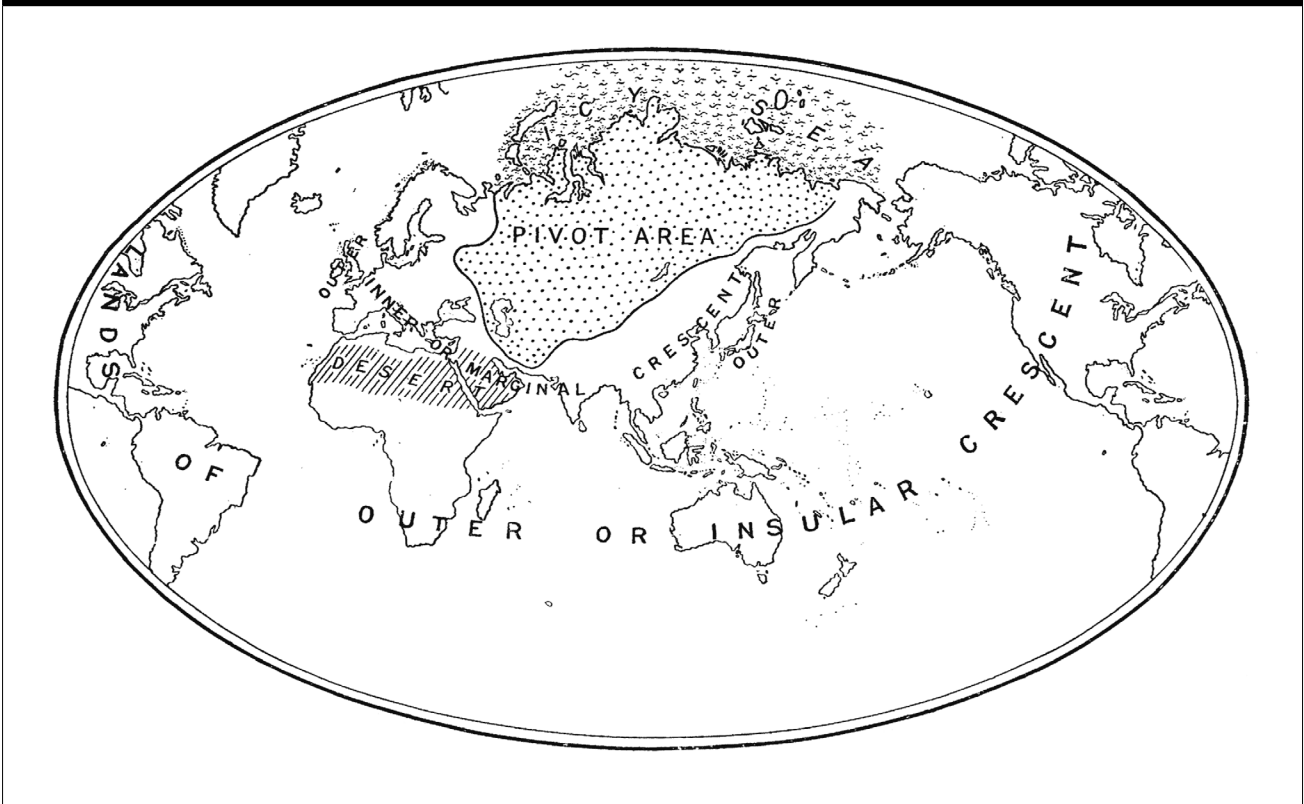 ICY SEA
PIVOT AREA
LANDS
OUTER
INNER OR MARGINAL CRESCENT
OUTER
DESERT
OF
OUTER OR INSULAR CRESCENT